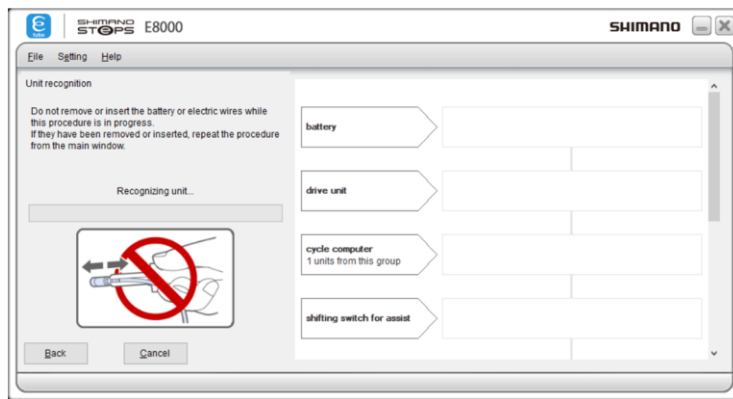 e
tube
SHIMANO
STEPS E8000
SHIMANO
File Setting Help
Unit recognition
Do not remove or insert the battery or electric wires while
this procedure is in progress.
If they have been removed or inserted, repeat the procedure
from the main window.
Recognizing unit...
Back
Cancel
battery
drive unit
cycle computer
1 units from this group
shifting switch for assist